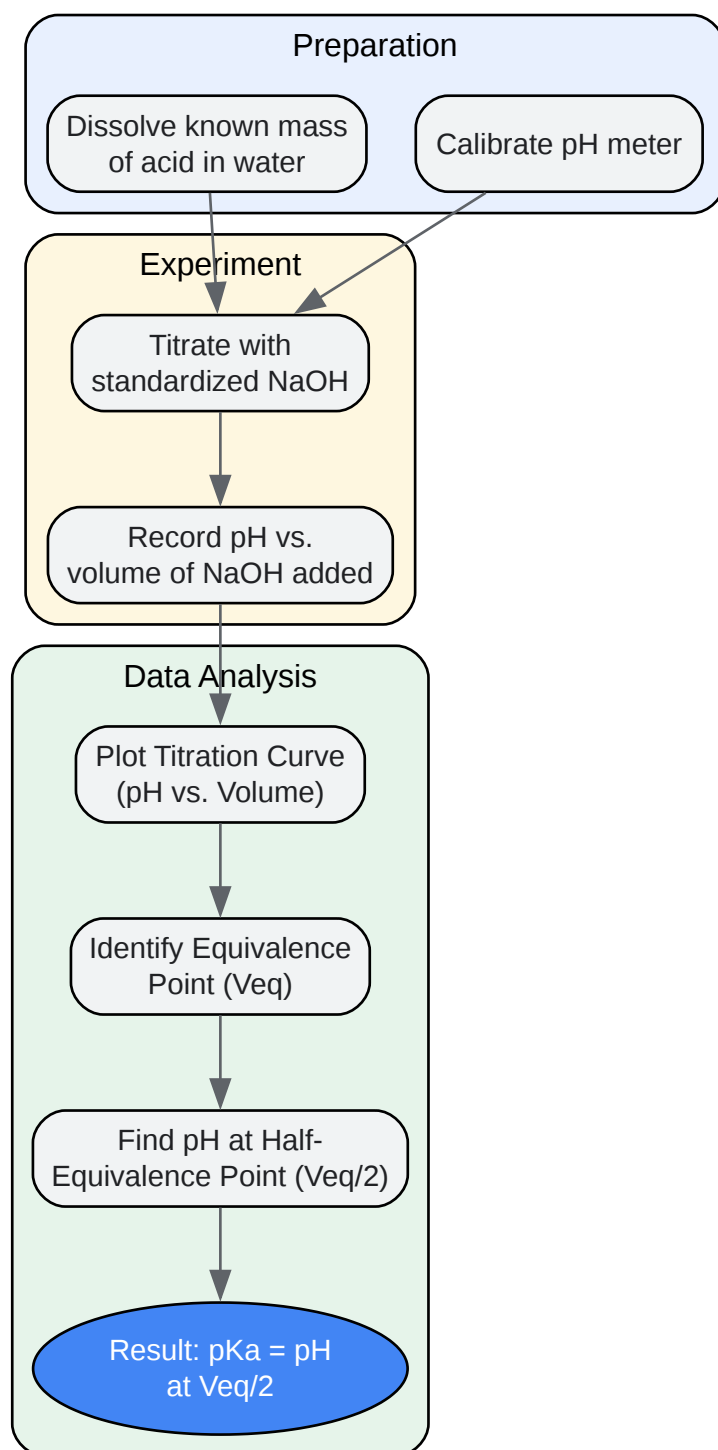 Preparation
Dissolve known mass
of acid in water
Calibrate pH meter
Experiment
Titrate with
standardized NaOH
Record pH vs.
volume of NaOH added
Data Analysis
Plot Titration Curve
(pH vs. Volume)
Identify Equivalence
Point (Veq)
Find pH at Half-
Equivalence Point (Veq/2)
Result: pKa = pH
at Veq/2